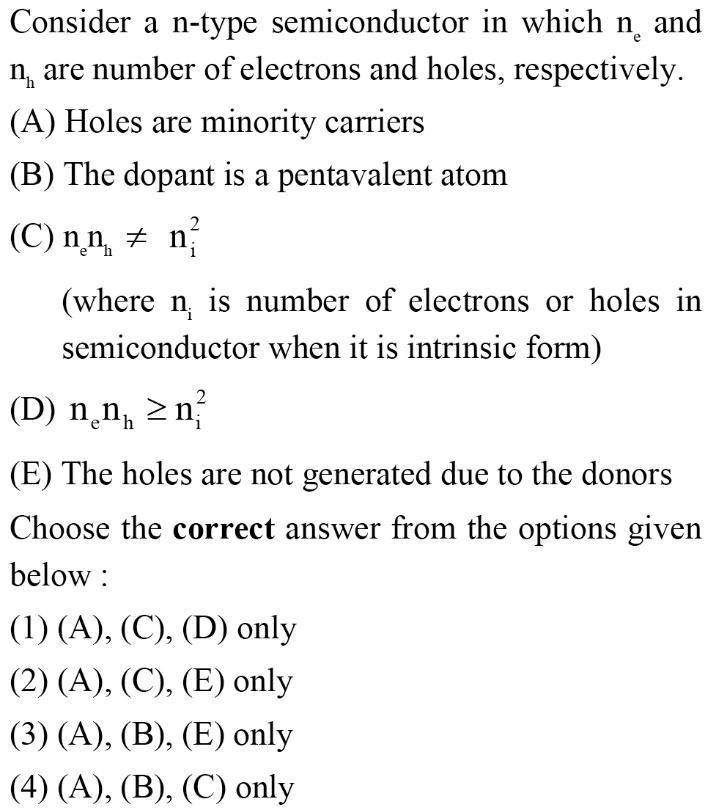 Consider a n-type semiconductor in which nₑ and
nₕ are number of electrons and holes, respectively.
(A) Holes are minority carriers
(B) The dopant is a pentavalent atom
(C) nₑnₕ ≠ nᵢ²
(where nᵢ is number of electrons or holes in
semiconductor when it is intrinsic form)
(D) nₑnₕ ≥ nᵢ²
(E) The holes are not generated due to the donors
Choose the correct answer from the options given
below :
(1) (A), (C), (D) only
(2) (A), (C), (E) only
(3) (A), (B), (E) only
(4) (A), (B), (C) only